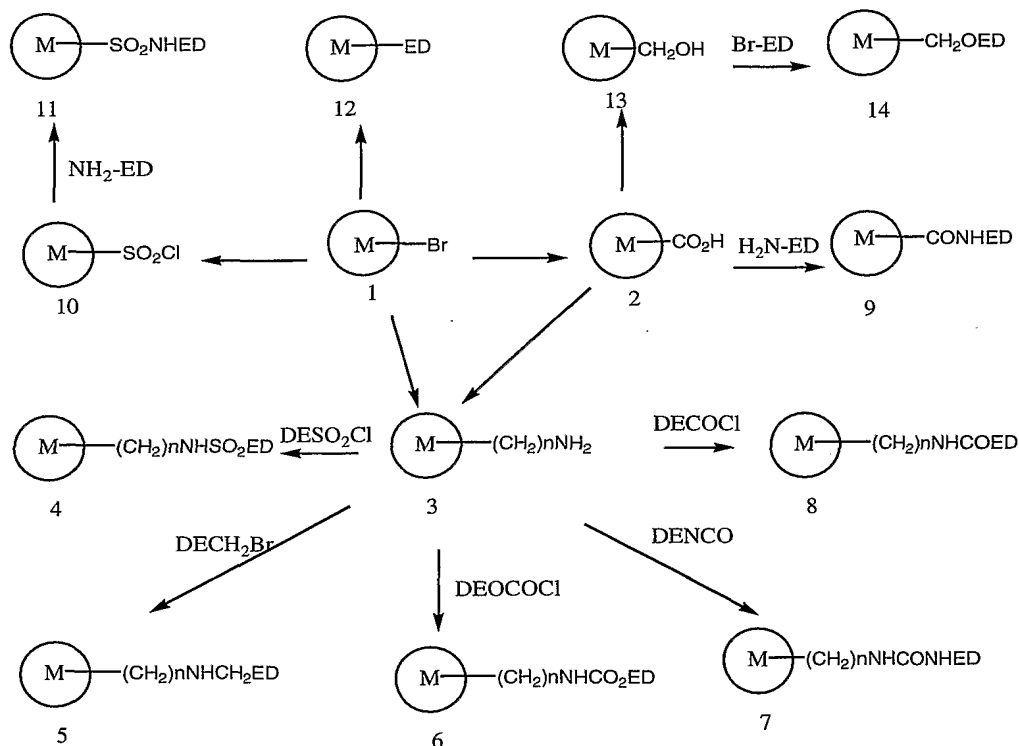 M SO₂NHED
11
M ED
12
M CH₂OH
13
Br-ED
M CH₂OED
14
NH₂-ED
M SO₂Cl
10
M Br
1
M CO₂H
2
H₂N-ED
M CONHED
9
M (CH₂)nNHSO₂ED
4
DESO₂Cl
M (CH₂)nNH₂
3
DECOCl
M (CH₂)nNHCOED
8
DECH₂Br
DEOCOCl
DENCO
M (CH₂)nNHCH₂ED
5
M (CH₂)nNHCO₂ED
6
M (CH₂)nNHCONHED
7